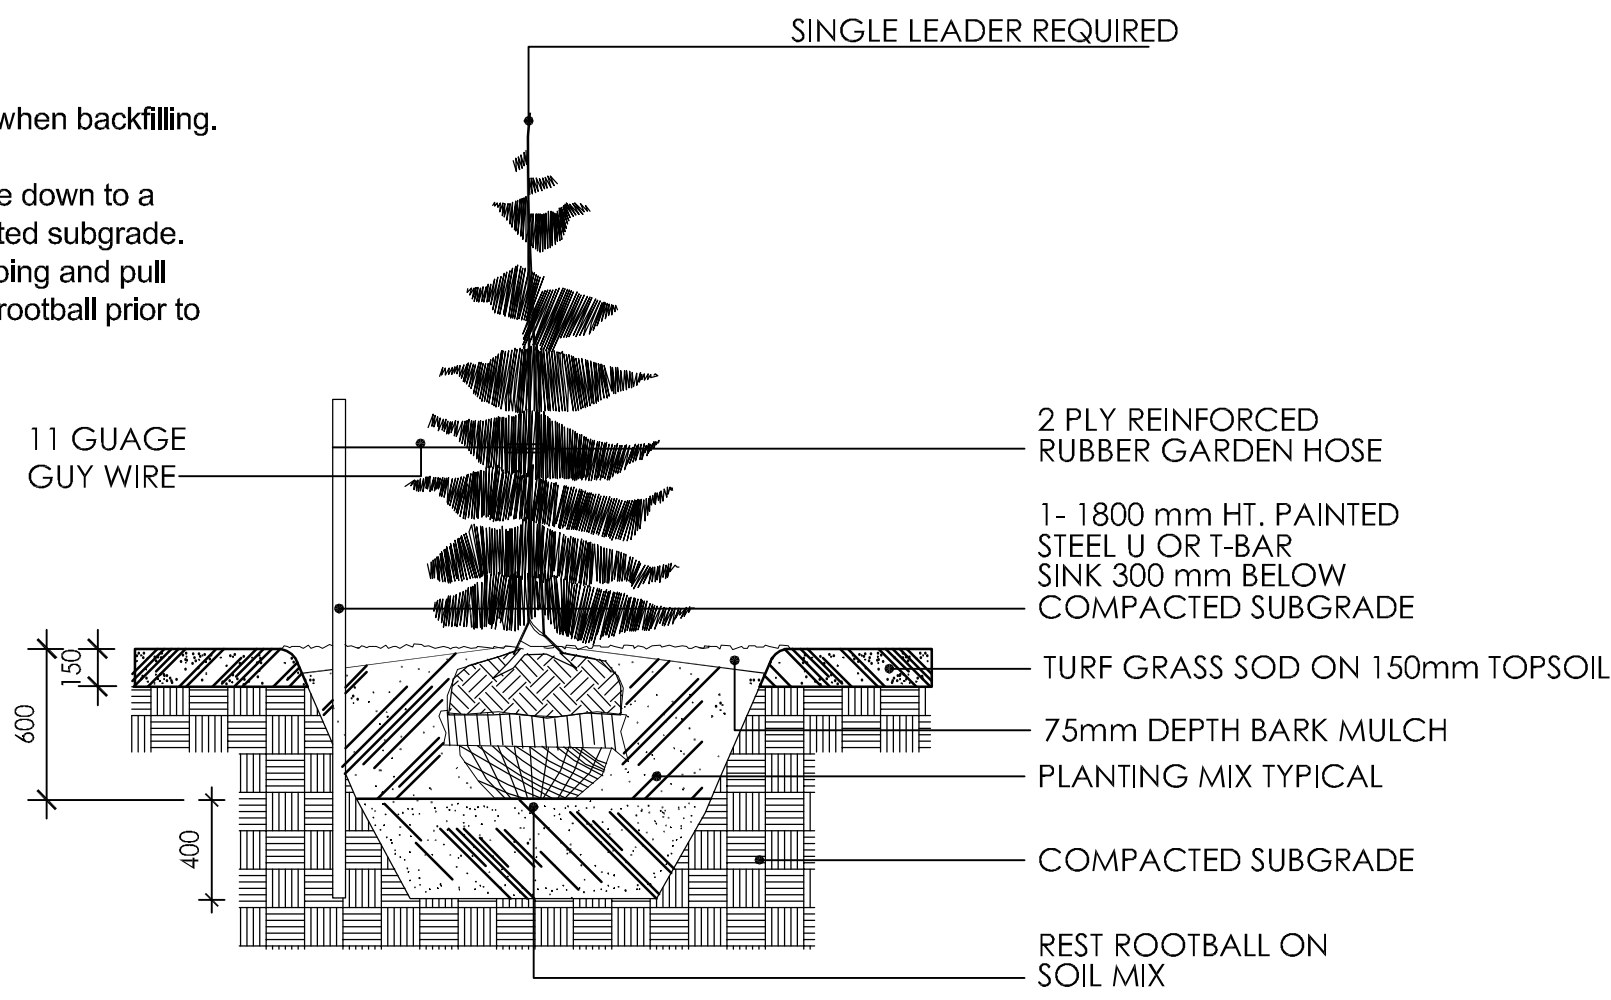 SINGLE LEADER REQUIRED
when backfilling.
e down to a
ted subgrade.
ping and pull
rootball prior to
11 GUAGE
GUY WIRE
2 PLY REINFORCED
RUBBER GARDEN HOSE
1- 1800 mm HT. PAINTED
STEEL U OR T-BAR
SINK 300 mm BELOW
COMPACTED SUBGRADE
150
600
400
TURF GRASS SOD ON 150mm TOPSOIL
75mm DEPTH BARK MULCH
PLANTING MIX TYPICAL
COMPACTED SUBGRADE
REST ROOTBALL ON
SOIL MIX